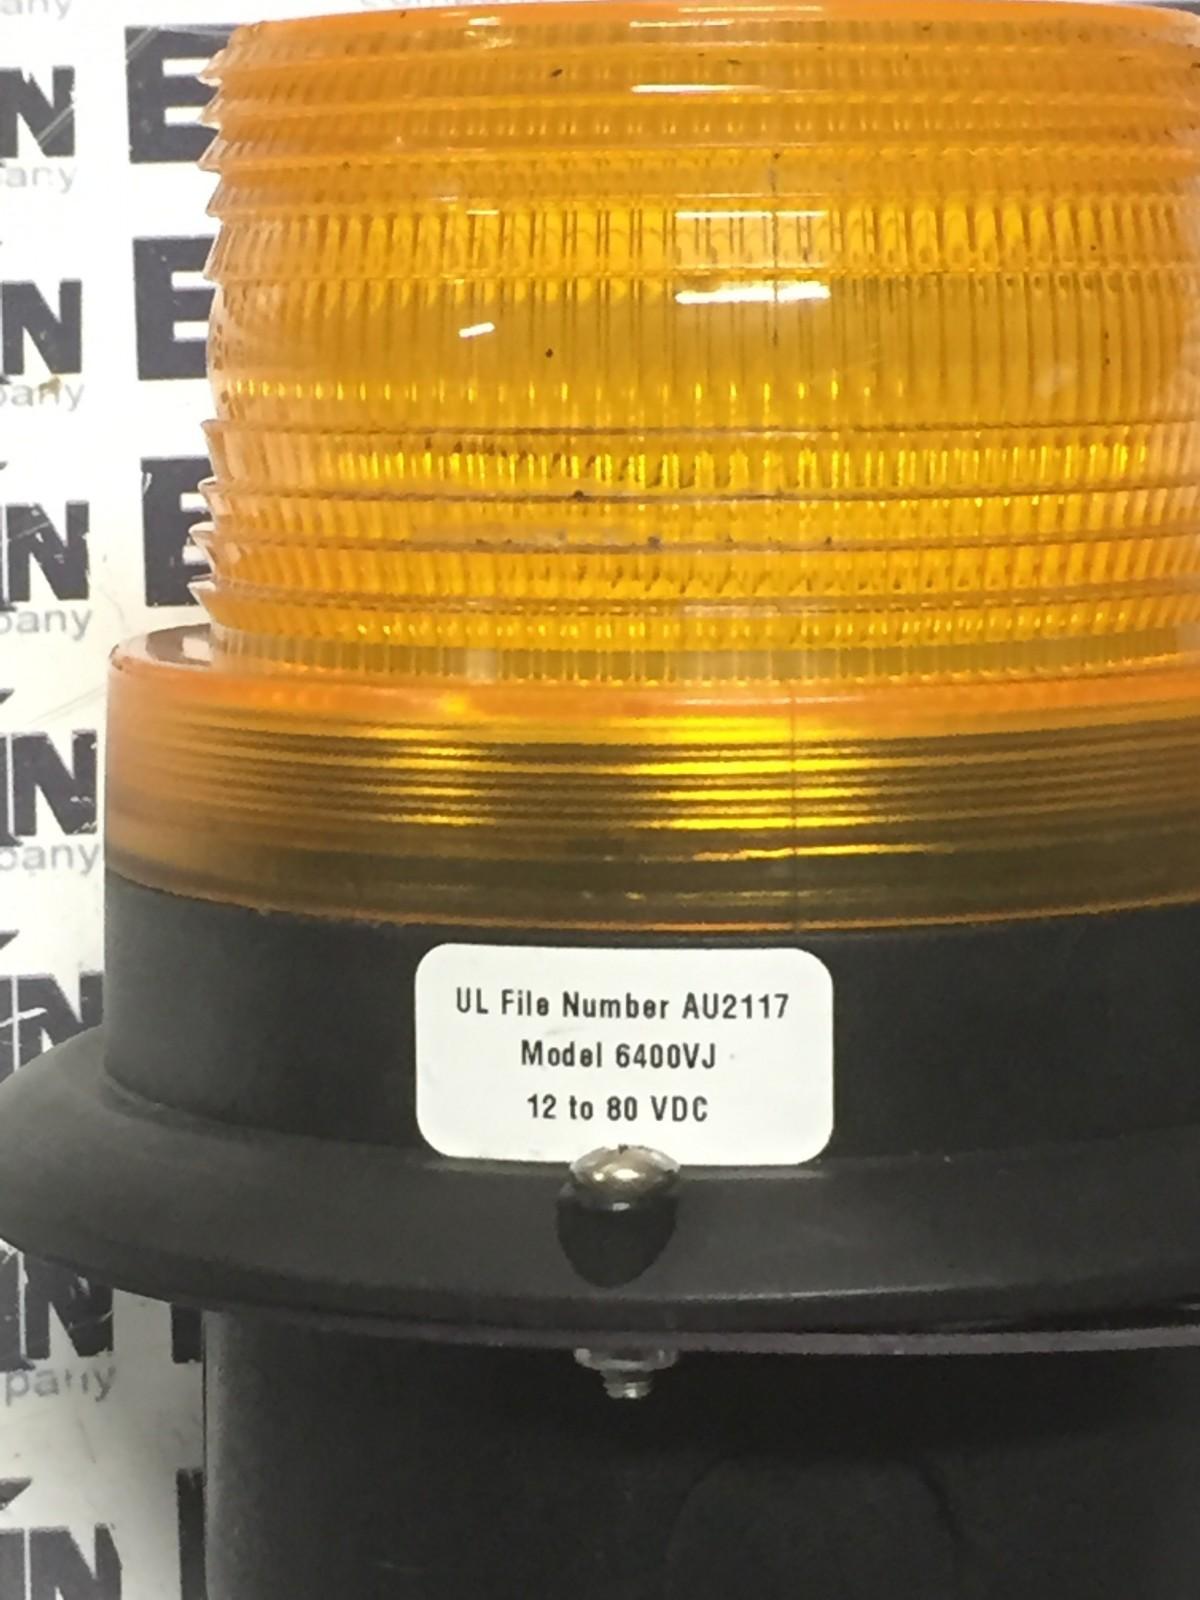 UL File Number AU2117
Model 6400VJ
12 to 80 VDC